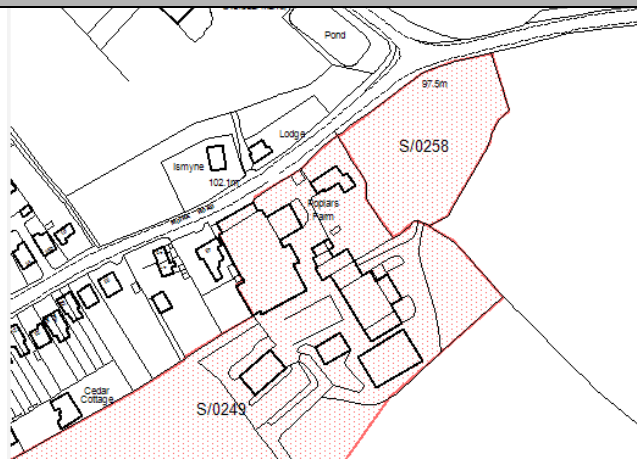 Pond
97.5m
S/0258
Lodge
Ismyne
102.1m
Poplars
Farm
Cedar
Cottage
S/0249